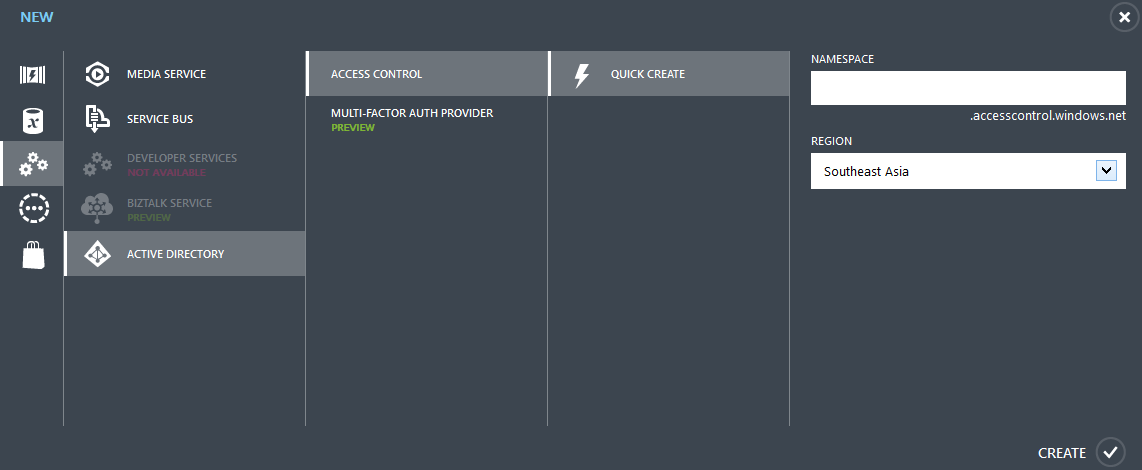 NEW
MEDIA SERVICE
SERVICE BUS
DEVELOPER SERVICES
NOT AVAILABLE
BIZTALK SERVICE
PREVIEW
ACTIVE DIRECTORY
ACCESS CONTROL
MULTI-FACTOR AUTH PROVIDER
PREVIEW
QUICK CREATE
NAMESPACE
.accesscontrol.windows.net
REGION
Southeast Asia
CREATE